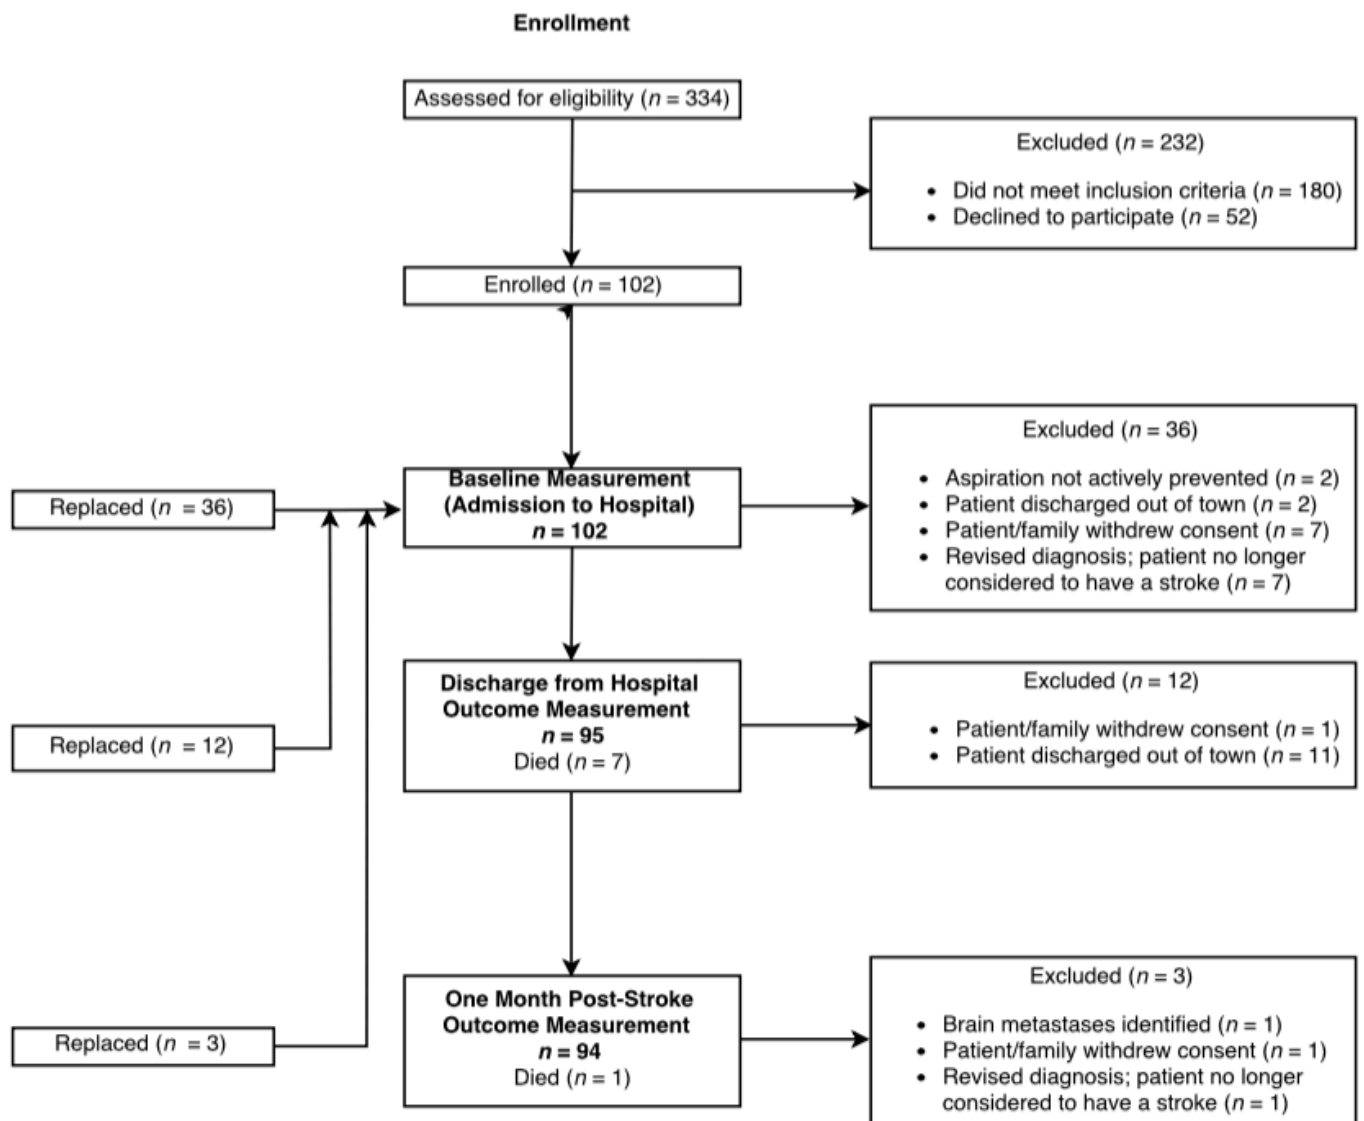 Enrollment
Assessed for eligibility (n = 334)
Excluded (n = 232)
• Did not meet inclusion criteria (n = 180)
• Declined to participate (n = 52)
Enrolled (n = 102)
Excluded (n = 36)
• Aspiration not actively prevented (n = 2)
• Patient discharged out of town (n = 2)
• Patient/family withdrew consent (n = 7)
• Revised diagnosis; patient no longer
considered to have a stroke (n = 7)
Baseline Measurement
(Admission to Hospital)
n = 102
Replaced (n = 36)
Discharge from Hospital
Outcome Measurement
n = 95
Died (n = 7)
Excluded (n = 12)
• Patient/family withdrew consent (n = 1)
• Patient discharged out of town (n = 11)
Replaced (n = 12)
One Month Post-Stroke
Outcome Measurement
n = 94
Died (n = 1)
Excluded (n = 3)
• Brain metastases identified (n = 1)
• Patient/family withdrew consent (n = 1)
• Revised diagnosis; patient no longer
considered to have a stroke (n = 1)
Replaced (n = 3)